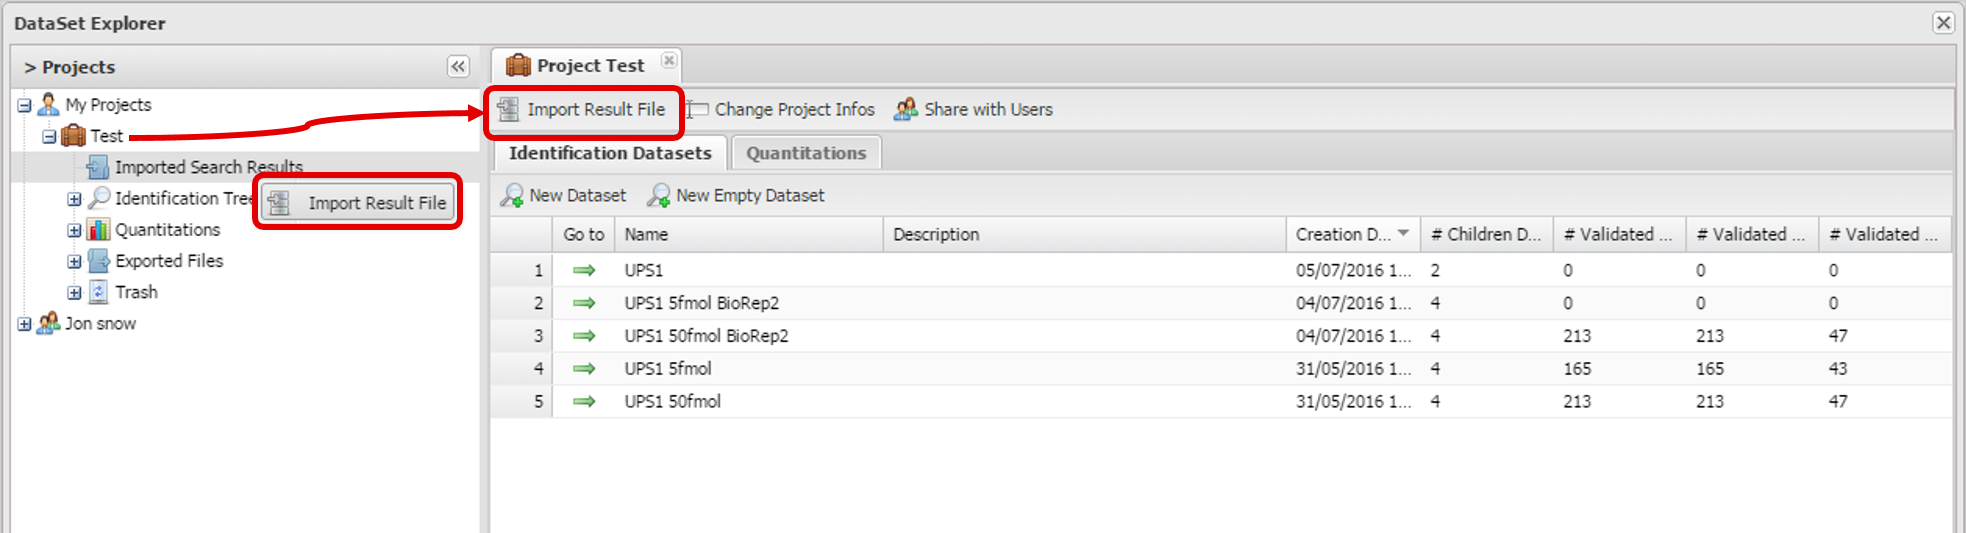 DataSet Explorer
> Projects
My Projects
Test
Imported Search Results
Identification Tree
Import Result File
Quantitations
Exported Files
Trash
Jon snow
Project Test
Import Result File Change Project Infos Share with Users
Identification Datasets Quantitations
New Dataset New Empty Dataset
Go to Name Description Creation D... # Children D... # Validated ... # Validated ... # Validated ...
1 UPS1 05/07/2016 1... 2 0 0 0
2 UPS1 5fmol BioRep2 04/07/2016 1... 4 0 0 0
3 UPS1 50fmol BioRep2 04/07/2016 1... 4 213 213 47
4 UPS1 5fmol 31/05/2016 1... 4 165 165 43
5 UPS1 50fmol 31/05/2016 1... 4 213 213 47